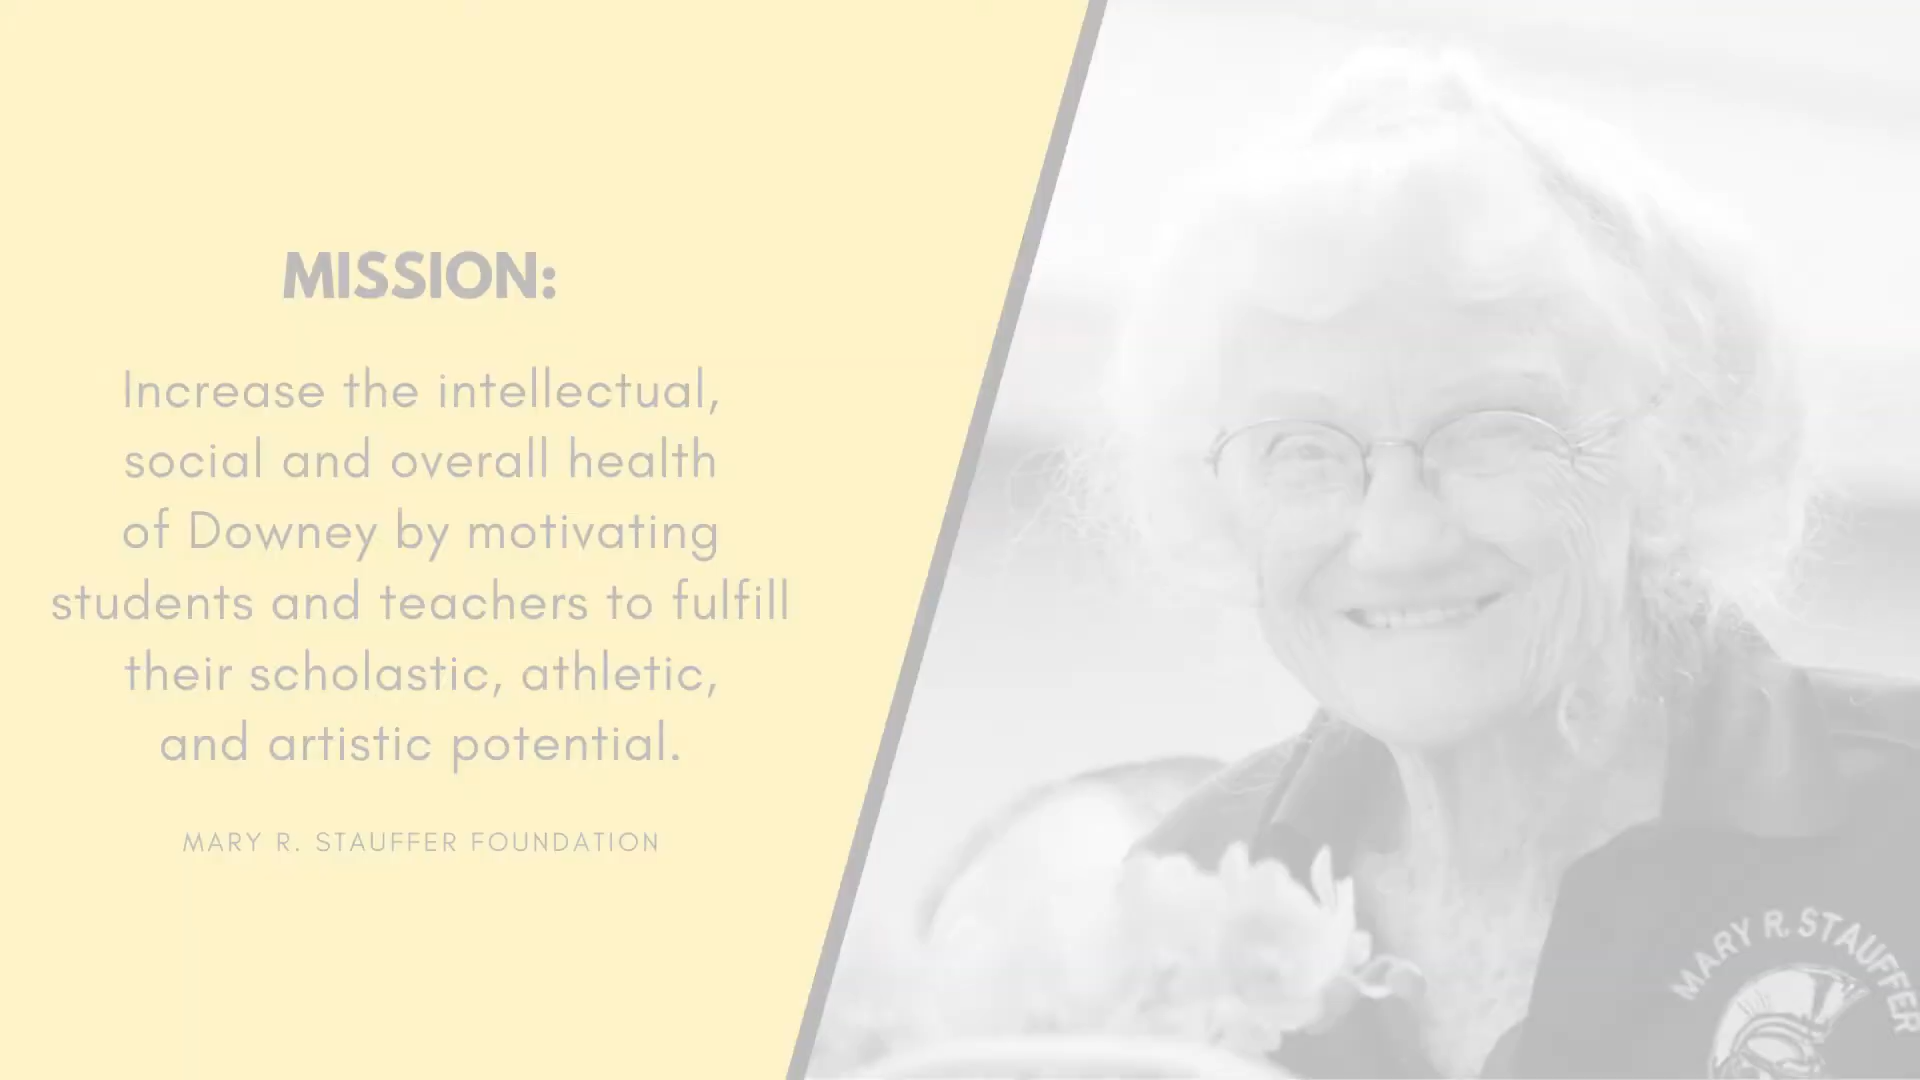 MISSION:
Increase the intellectual,
social and overall health
of Downey by motivating
students and teachers to fulfill
their scholastic, athletic,
and artistic potential.
MARY R. STAUFFER FOUNDATION
MARY R. STAUFFER